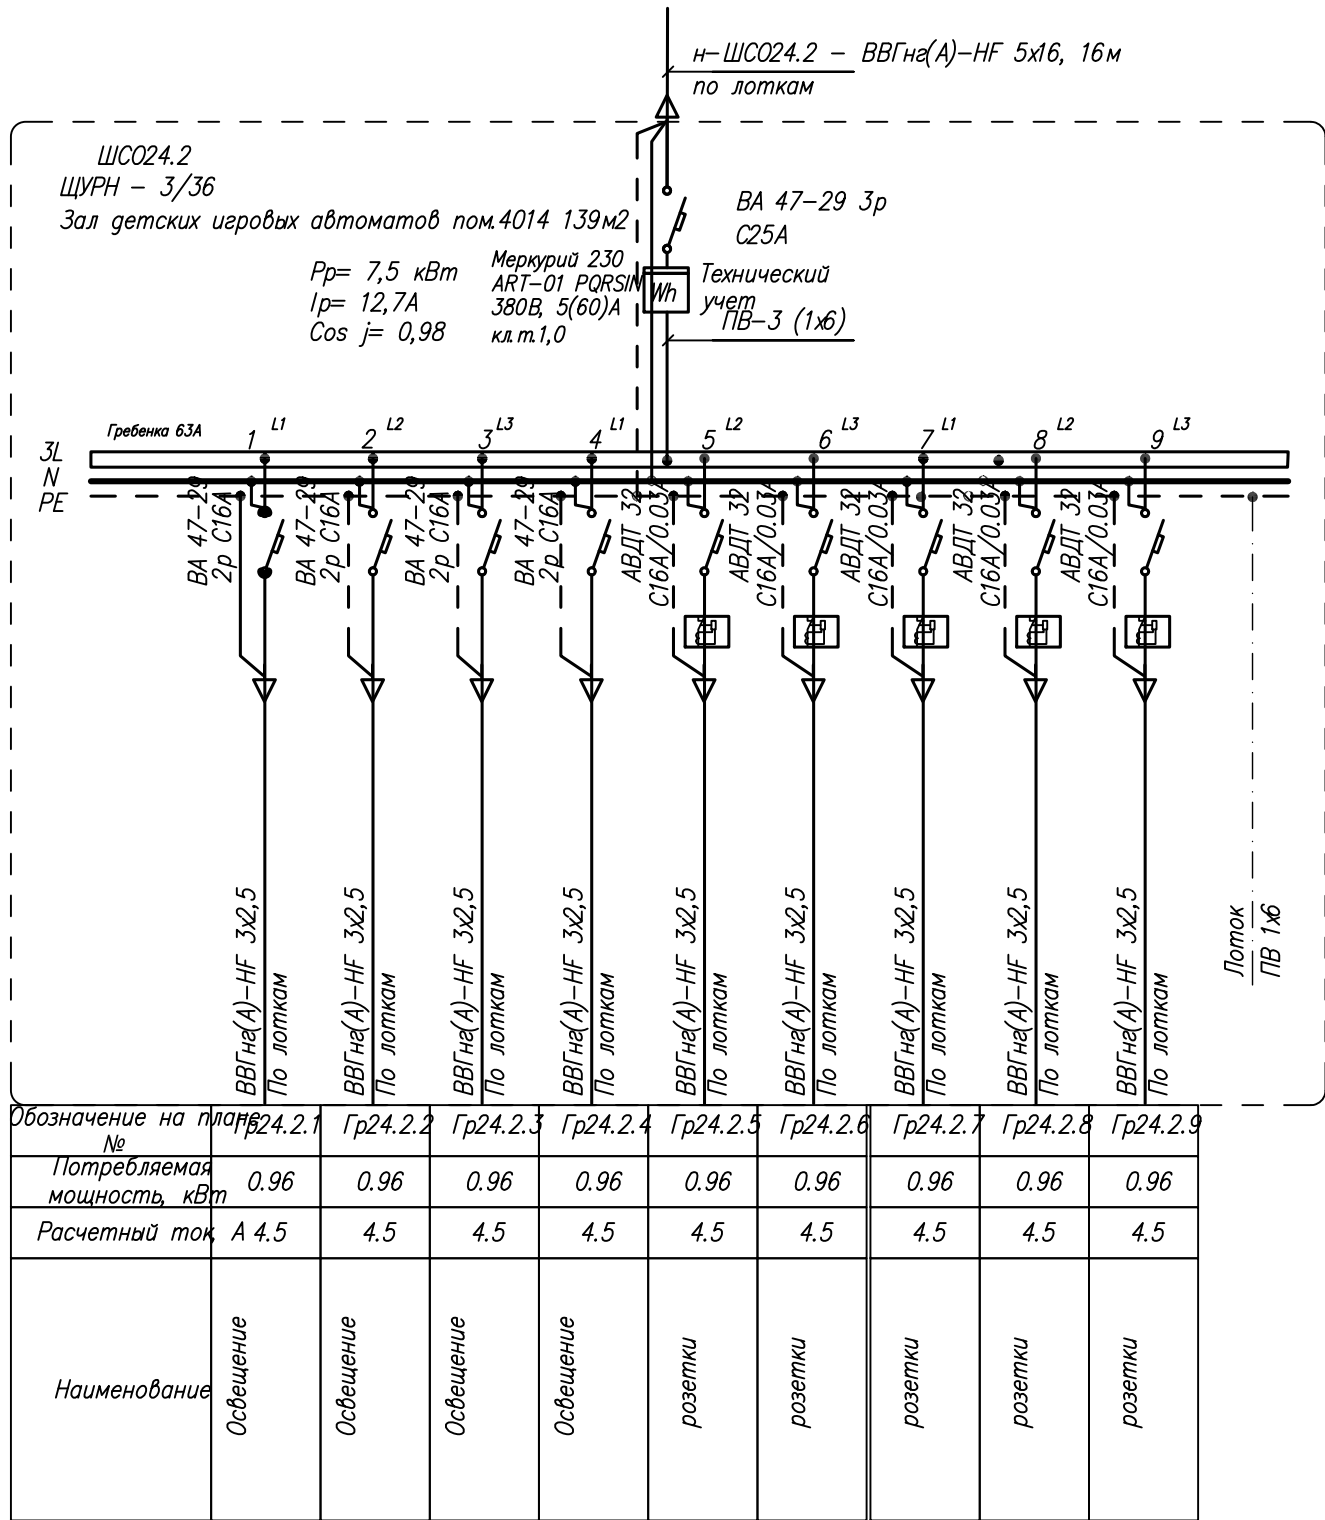 н-ШСО24.2 - ВВГнг(А)-HF 5х16, 16м
по лоткам
ШСО24.2
ЩУРН - 3/36
Зал детских игровых автоматов пом.4014 139м2
Рр= 7,5 кВт
Iр= 12,7А
Cos j= 0,98
Меркурий 230
ART-01 PQRSIN
380В, 5(60)А
кл.т.1,0
ВА 47-29 3р
С25А
Wh
Технический
учет
ПВ-3 (1х6)
Гребенка 63А
3L
N
PE
1 L1
2 L2
3 L3
4 L1
5 L2
6 L3
7 L1
8 L2
9 L3
ВА 47-29
2р С16А
ВА 47-29
2р С16А
ВА 47-29
2р С16А
ВА 47-29
2р С16А
АВДТ 32
С16А/0.03А
АВДТ 32
С16А/0.03А
АВДТ 32
С16А/0.03А
АВДТ 32
С16А/0.03А
АВДТ 32
С16А/0.03А
ВВГнг(А)-HF 3х2,5
По лоткам
ВВГнг(А)-HF 3х2,5
По лоткам
ВВГнг(А)-HF 3х2,5
По лоткам
ВВГнг(А)-HF 3х2,5
По лоткам
ВВГнг(А)-HF 3х2,5
По лоткам
ВВГнг(А)-HF 3х2,5
По лоткам
ВВГнг(А)-HF 3х2,5
По лоткам
ВВГнг(А)-HF 3х2,5
По лоткам
ВВГнг(А)-HF 3х2,5
По лоткам
Лоток
ПВ 1х6
Обозначение на плане
№
Гр24.2.1 Гр24.2.2 Гр24.2.3 Гр24.2.4 Гр24.2.5 Гр24.2.6 Гр24.2.7 Гр24.2.8 Гр24.2.9
Потребляемая
мощность, кВт
0.96 0.96 0.96 0.96 0.96 0.96 0.96 0.96 0.96
Расчетный ток, А 4.5 4.5 4.5 4.5 4.5 4.5 4.5 4.5 4.5
Наименование
Освещение
Освещение
Освещение
Освещение
розетки
розетки
розетки
розетки
розетки